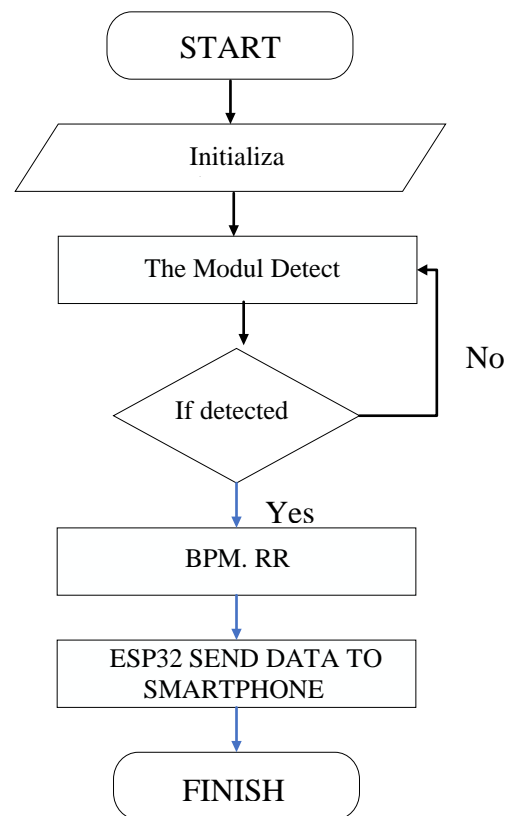 START
Initializa
The Modul Detect
If detected
No
Yes
BPM. RR
ESP32 SEND DATA TO
SMARTPHONE
FINISH